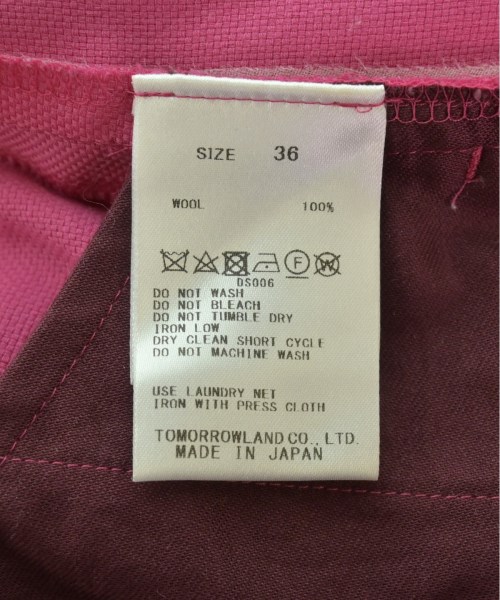 SIZE 36
WOOL 100%
F W
DS006
DO NOT WASH
DO NOT BLEACH
DO NOT TUMBLE DRY
IRON LOW
DRY CLEAN SHORT CYCLE
DO NOT MACHINE WASH
USE LAUNDRY NET
IRON WITH PRESS CLOTH
TOMORROWLAND CO., LTD.
MADE IN JAPAN